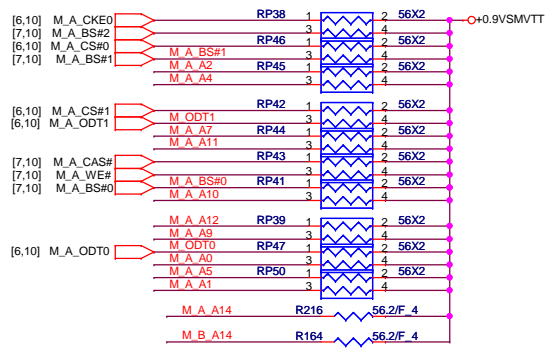 [6,10] M_A_CKE0 RP38 1 2 56X2 +0.9VSMVTT
[7,10] M_A_BS#2 3 4
[6,10] M_A_CS#0 RP46 1 2 56X2
[7,10] M_A_BS#1 M_A_BS#1 3 4
M_A_A2 RP45 1 2 56X2
M_A_A4 3 4
[6,10] M_A_CS#1 RP42 1 2 56X2
[6,10] M_A_ODT1 M_ODT1 3 4
M_A_A7 RP44 1 2 56X2
M_A_A11 3 4
[7,10] M_A_CAS# RP43 1 2 56X2
[7,10] M_A_WE# 3 4
[7,10] M_A_BS#0 M_A_BS#0 RP41 1 2 56X2
M_A_A10 3 4
M_A_A12 RP39 1 2 56X2
M_A_A9 3 4
[6,10] M_A_ODT0 M_ODT0 RP47 1 2 56X2
M_A_A0 3 4
M_A_A5 RP50 1 2 56X2
M_A_A1 3 4
M_A_A14 R216 56.2/F_4
M_B_A14 R164 56.2/F_4